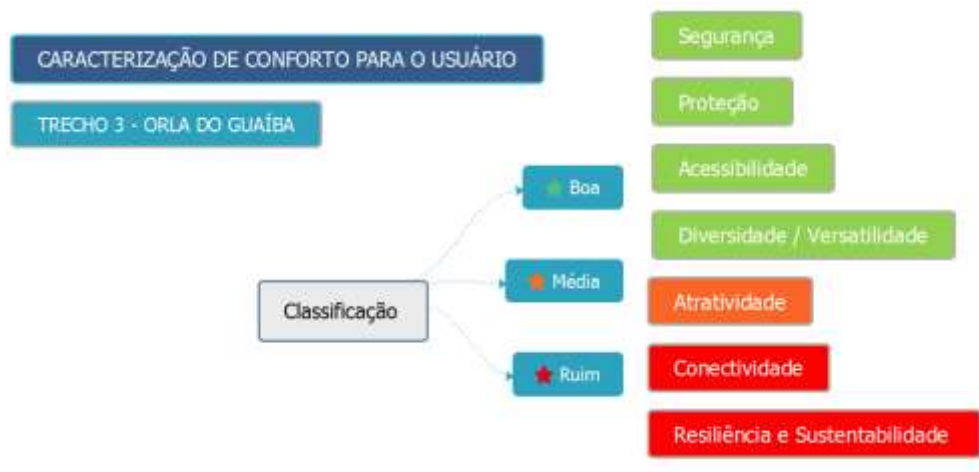 CARACTERIZAÇÃO DE CONFORTO PARA O USUÁRIO
TRECHO 3 - ORLA DO GUAÍBA
Classificação
Boa
Média
Ruim
Segurança
Proteção
Acessibilidade
Diversidade / Versatilidade
Atratividade
Conectividade
Resiliência e Sustentabilidade